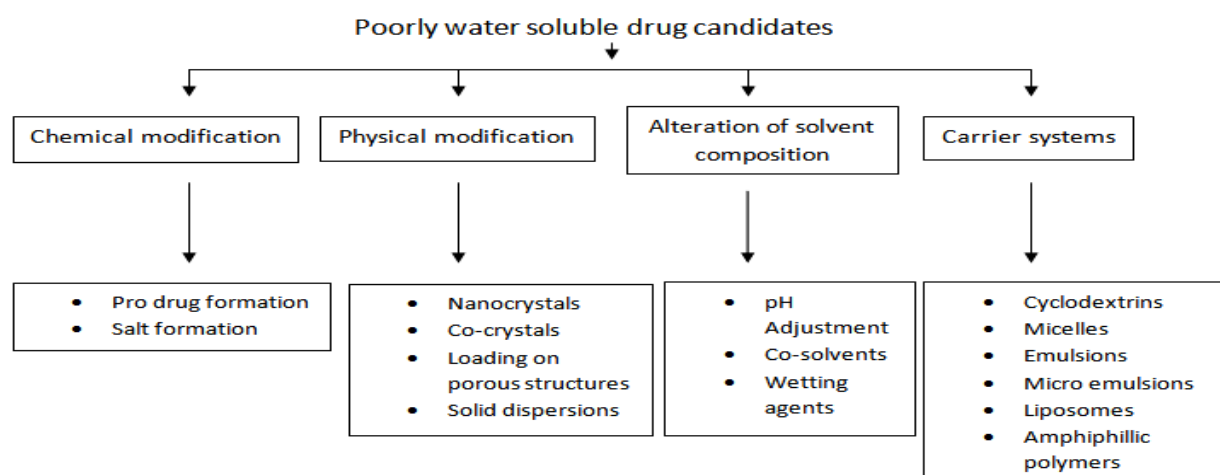 Poorly water soluble drug candidates
Chemical modification
Physical modification
Alteration of solvent
composition
Carrier systems
• Pro drug formation
• Salt formation
• Nanocrystals
• Co-crystals
• Loading on
porous structures
• Solid dispersions
• pH
Adjustment
• Co-solvents
• Wetting
agents
• Cyclodextrins
• Micelles
• Emulsions
• Micro emulsions
• Liposomes
• Amphiphillic
polymers